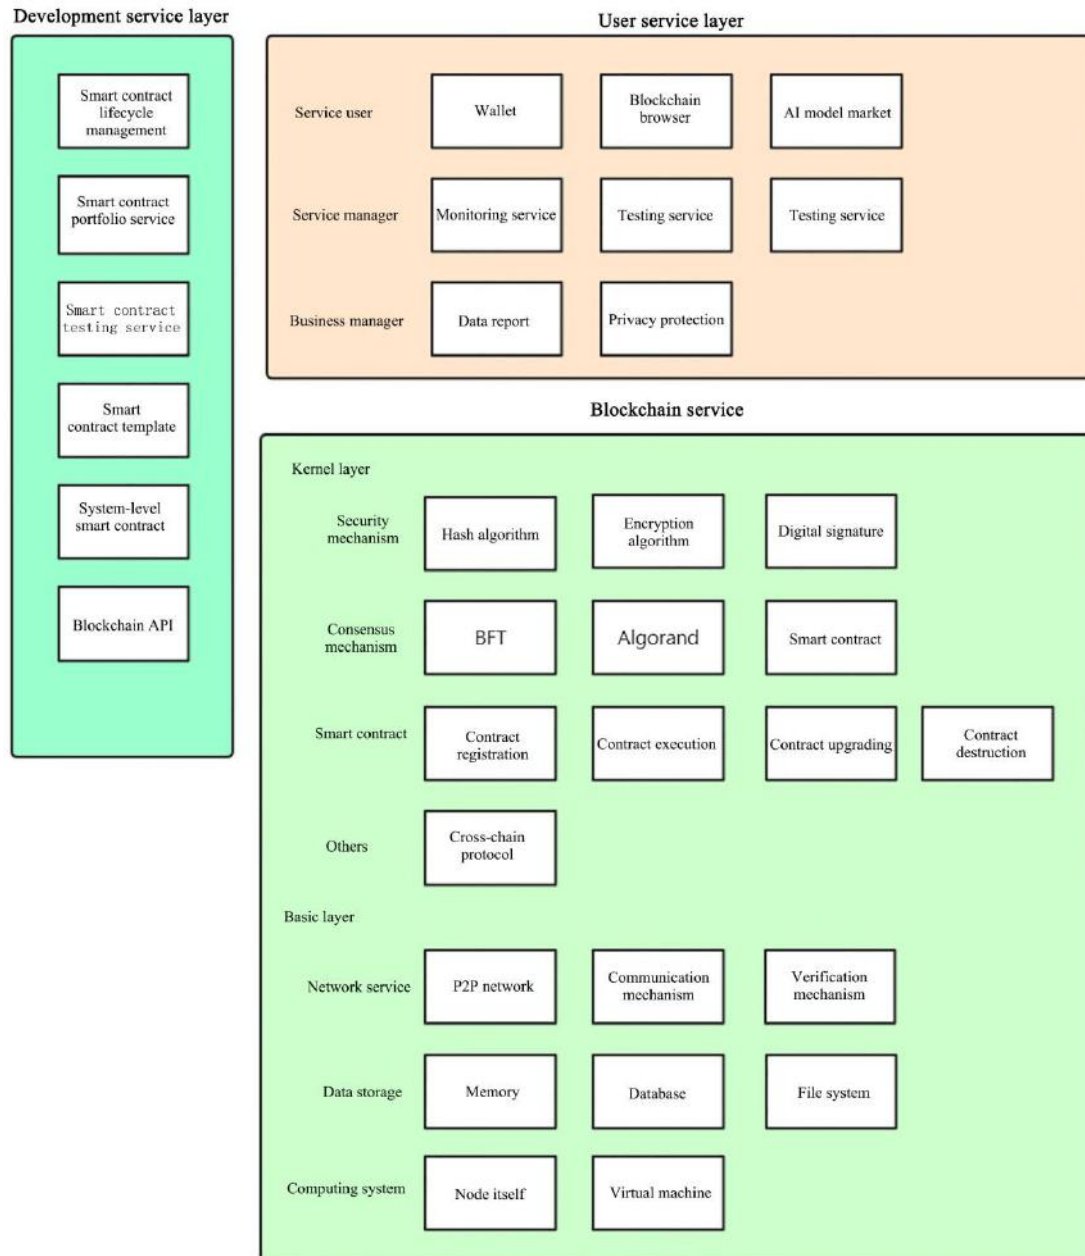 Development service layer
Smart contract
lifecycle
management
Smart contract
portfolio service
Smart contract
testing service
Smart
contract template
System-level
smart contract
Blockchain API
User service layer
Service user
Wallet
Blockchain
browser
AI model market
Service manager
Monitoring service
Testing service
Testing service
Business manager
Data report
Privacy protection
Blockchain service
Kernel layer
Security
mechanism
Hash algorithm
Encryption
algorithm
Digital signature
Consensus
mechanism
BFT
Algorand
Smart contract
Smart contract
Contract
registration
Contract execution
Contract upgrading
Contract
destruction
Others
Cross-chain
protocol
Basic layer
Network service
P2P network
Communication
mechanism
Verification
mechanism
Data storage
Memory
Database
File system
Computing system
Node itself
Virtual machine